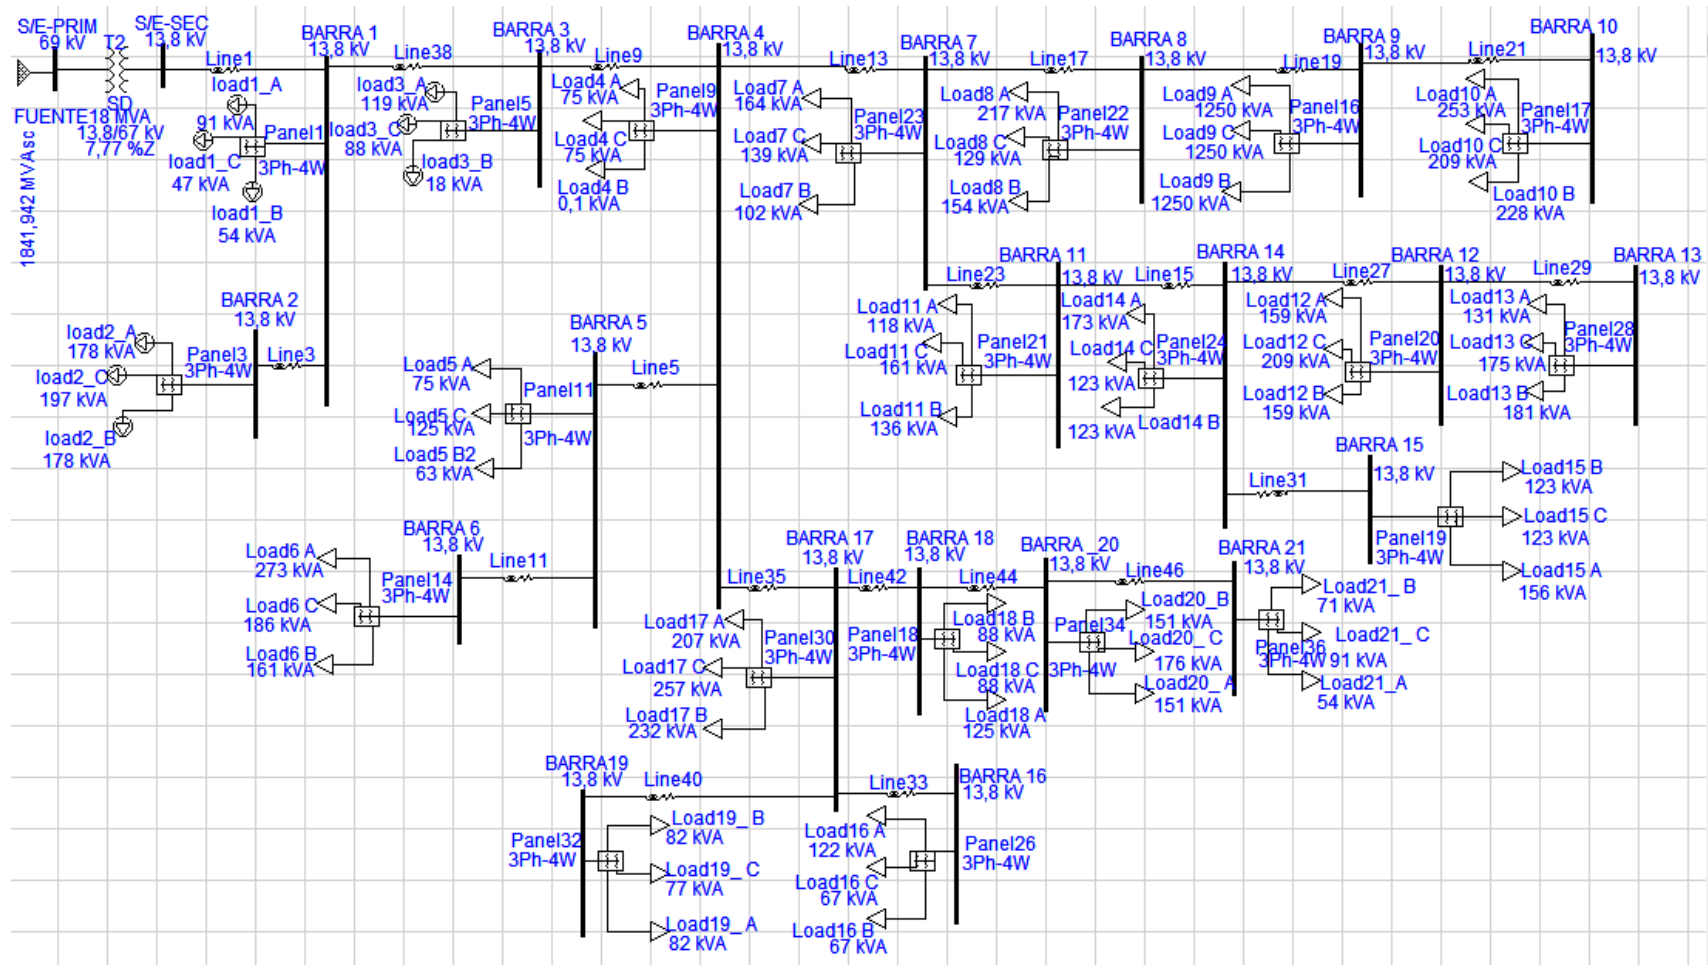 S/E-PRIM
69 kV
T2
S/E-SEC
13,8 kV
SD
FUENTE18 MVA
13,8/67 kV
7,77 %Z
1841,942 MVAsc
Line1
BARRA 1
13,8 kV
load1_A
91 kVA
Panel1
3Ph-4W
load1_C
47 kVA
load1_B
54 kVA
Line38
BARRA 3
13,8 kV
load3_A
119 kVA
Panel5
3Ph-4W
load3_C
88 kVA
load3_B
18 kVA
Line9
BARRA 4
13,8 kV
Load4 A
75 kVA
Panel9
3Ph-4W
Load4 C
75 kVA
Load4 B
0,1 kVA
Line13
BARRA 7
13,8 kV
Load7 A
164 kVA
Panel23
3Ph-4W
Load7 C
139 kVA
Load7 B
102 kVA
Line17
BARRA 8
13,8 kV
Load8 A
217 kVA
Panel22
3Ph-4W
Load8 C
129 kVA
Load8 B
154 kVA
Line19
BARRA 9
13,8 kV
Load9 A
1250 kVA
Panel16
3Ph-4W
Load9 C
1250 kVA
Load9 B
1250 kVA
Line21
BARRA 10
13,8 kV
Load10 A
253 kVA
Panel17
3Ph-4W
Load10 C
209 kVA
Load10 B
228 kVA
BARRA 2
13,8 kV
Line3
load2_A
178 kVA
Panel3
3Ph-4W
load2_C
197 kVA
load2_B
178 kVA
BARRA 5
13,8 kV
Line5
Load5 A
75 kVA
Panel11
3Ph-4W
Load5 C
125 kVA
Load5 B2
63 kVA
Line23
BARRA 11
13,8 kV
Load11 A
118 kVA
Panel21
3Ph-4W
Load11 C
161 kVA
Load11 B
136 kVA
Line15
BARRA 14
13,8 kV
Load14 A
173 kVA
Panel24
3Ph-4W
Load14 C
123 kVA
Load14 B
123 kVA
Line27
BARRA 12
13,8 kV
Load12 A
159 kVA
Panel20
3Ph-4W
Load12 C
209 kVA
Load12 B
159 kVA
Line29
BARRA 13
13,8 kV
Load13 A
131 kVA
Panel28
3Ph-4W
Load13 C
175 kVA
Load13 B
181 kVA
Line31
BARRA 15
13,8 kV
Panel19
3Ph-4W
Load15 B
123 kVA
Load15 C
123 kVA
Load15 A
156 kVA
BARRA 6
13,8 kV
Line11
Load6 A
273 kVA
Panel14
3Ph-4W
Load6 C
186 kVA
Load6 B
161 kVA
Line35
BARRA 17
13,8 kV
Load17 A
207 kVA
Panel30
3Ph-4W
Load17 C
257 kVA
Load17 B
232 kVA
Line42
BARRA 18
13,8 kV
Panel18
3Ph-4W
Load18 B
88 kVA
Load18 C
88 kVA
Load18 A
125 kVA
Line44
BARRA _20
13,8 kV
Panel34
3Ph-4W
Load20_B
151 kVA
Load20_ C
176 kVA
Load20_ A
151 kVA
Line46
BARRA 21
13,8 kV
Panel36
3Ph-4W
Load21_ B
71 kVA
Load21_ C
91 kVA
Load21_A
54 kVA
BARRA19
13,8 kV
Line40
Panel32
3Ph-4W
Load19_ B
82 kVA
Load19_ C
77 kVA
Load19_ A
82 kVA
Line33
BARRA 16
13,8 kV
Load16 A
122 kVA
Panel26
3Ph-4W
Load16 C
67 kVA
Load16 B
67 kVA